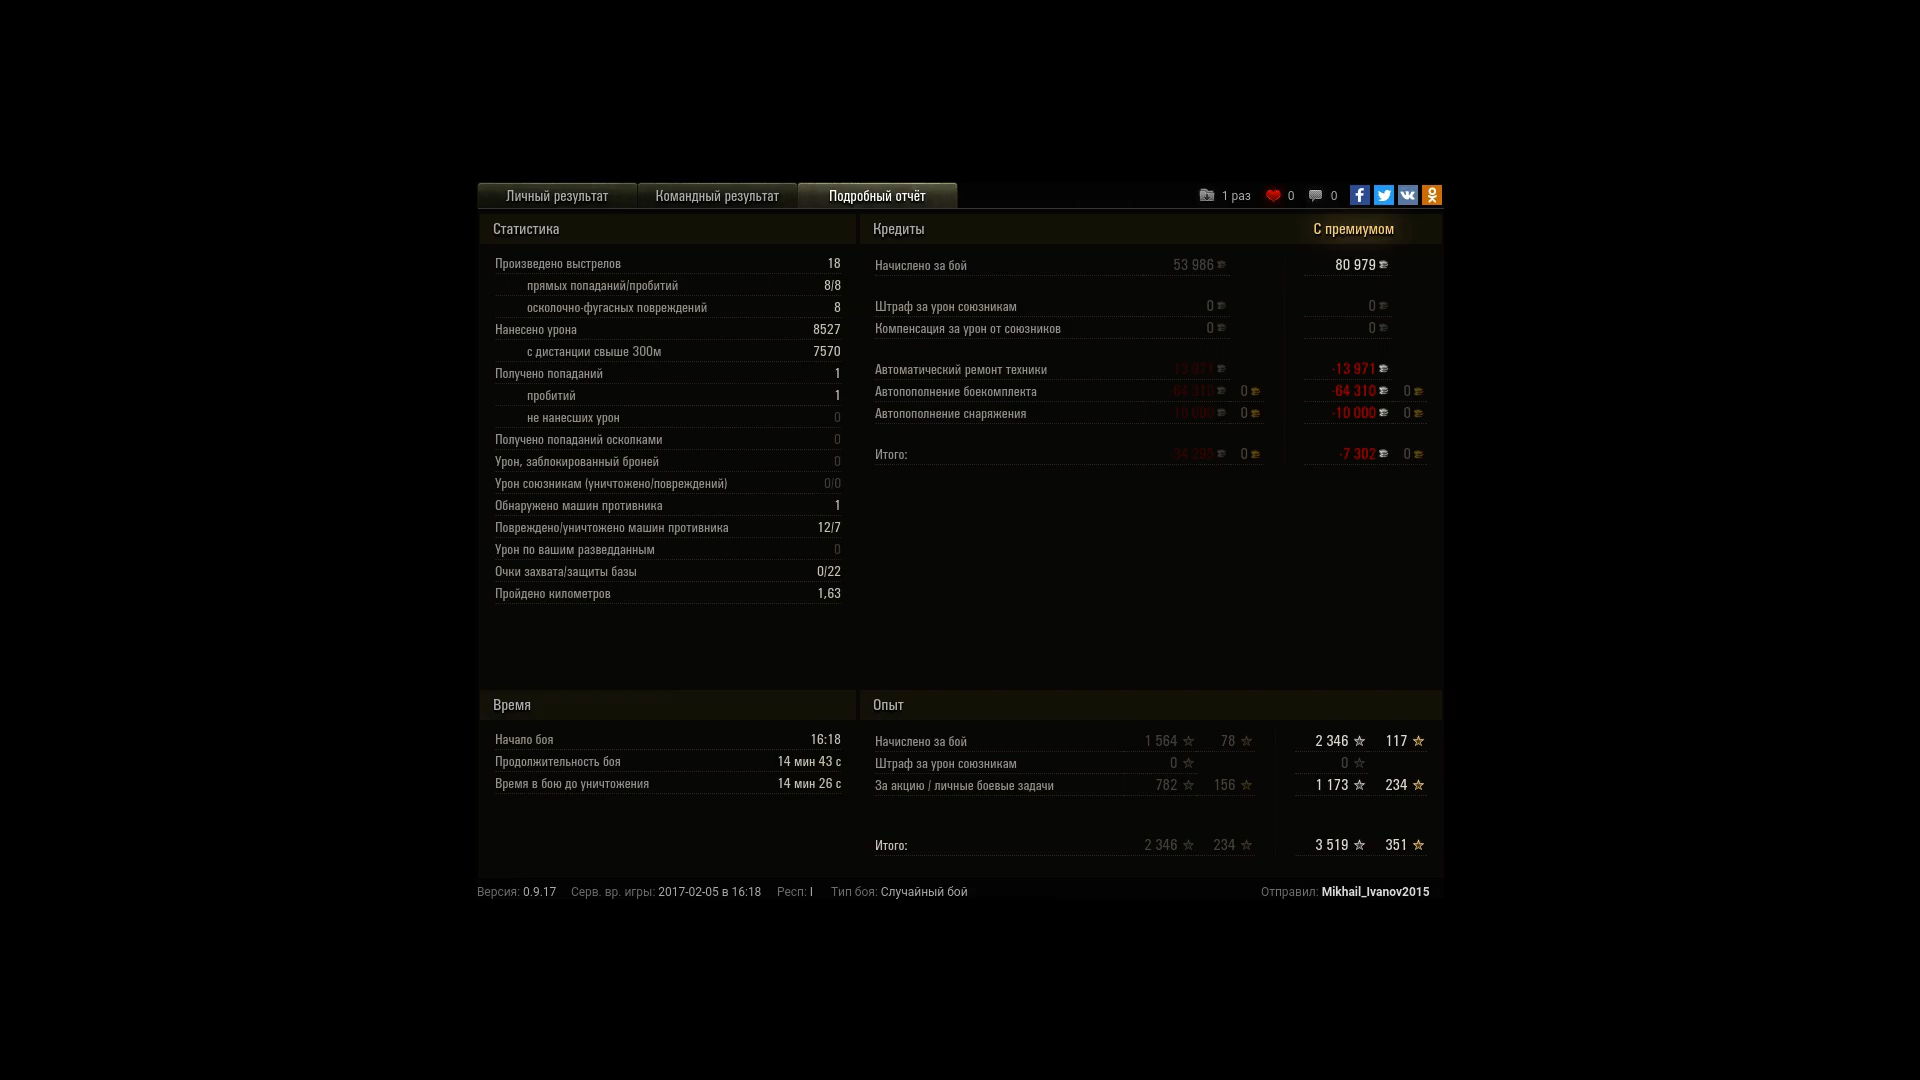 Личный результат Командный результат Подробный отчёт 1 раз 0 0
Статистика
Произведено выстрелов 18
прямых попаданий/пробитий 8/8
осколочно-фугасных повреждений 8
Нанесено урона 8527
с дистанции свыше 300м 7570
Получено попаданий 1
пробитий 1
не нанесших урон 0
Получено попаданий осколками 0
Урон, заблокированный броней 0
Урон союзникам (уничтожено/повреждений) 0/0
Обнаружено машин противника 1
Повреждено/уничтожено машин противника 12/7
Урон по вашим разведданным 0
Очки захвата/защиты базы 0/22
Пройдено километров 1,63
Кредиты С премиумом
Начислено за бой 53 986 80 979
Штраф за урон союзникам 0 0
Компенсация за урон от союзников 0 0
Автоматический ремонт техники -13 971 -13 971
Автопополнение боекомплекта -64 310 0 -64 310 0
Автопополнение снаряжения -10 000 0 -10 000 0
Итого: -34 295 0 -7 302 0
Время
Начало боя 16:18
Продолжительность боя 14 мин 43 с
Время в бою до уничтожения 14 мин 26 с
Опыт
Начислено за бой 1 564 78 2 346 117
Штраф за урон союзникам 0 0
За акцию / личные боевые задачи 782 156 1 173 234
Итого: 2 346 234 3 519 351
Версия: 0.9.17 Серв. вр. игры: 2017-02-05 в 16:18 Респ: I Тип боя: Случайный бой Отправил: Mikhail_Ivanov2015